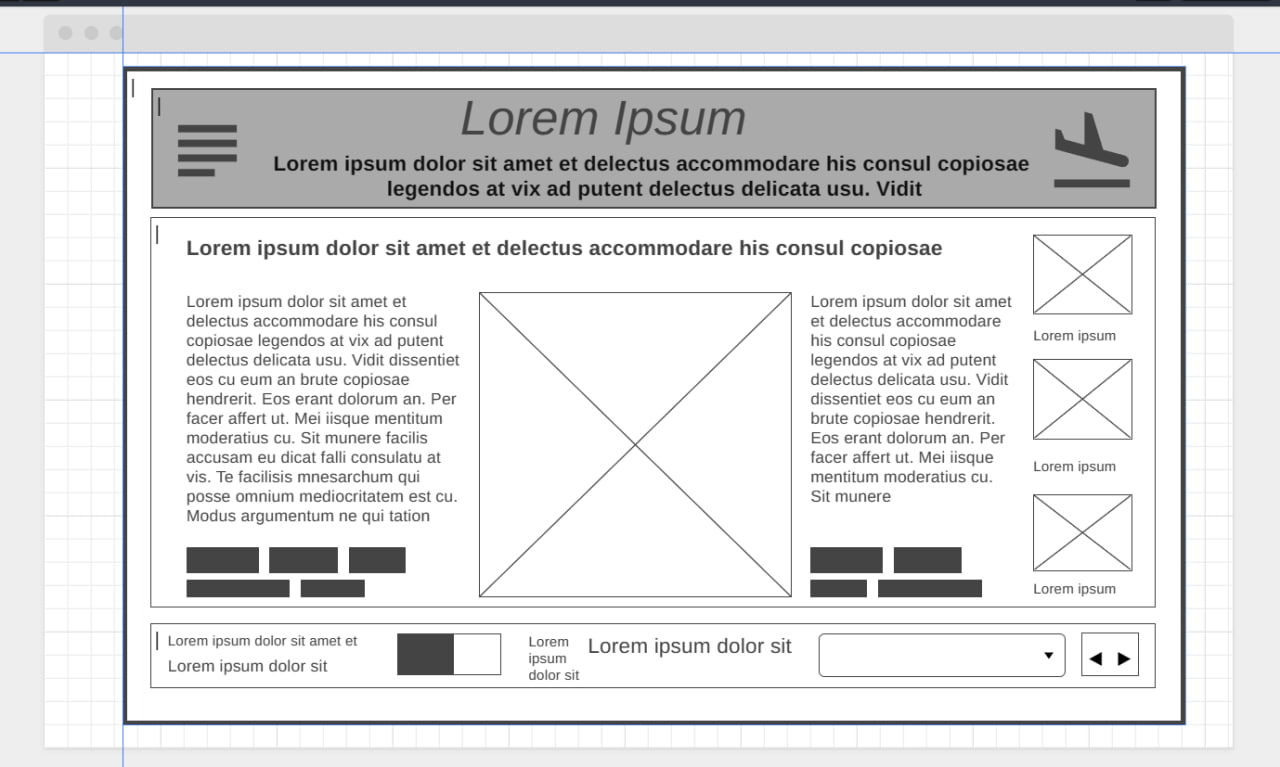 Lorem Ipsum
Lorem ipsum dolor sit amet et delectus accommodare his consul copiosae
legendos at vix ad putent delectus delicata usu. Vidit
Lorem ipsum dolor sit amet et delectus accommodare his consul copiosae
Lorem ipsum dolor sit amet et
delectus accommodare his consul
copiosae legendos at vix ad putent
delectus delicata usu. Vidit dissentiet
eos cu eum an brute copiosae
hendrerit. Eos erant dolorum an. Per
facer affert ut. Mei iisque mentitum
moderatius cu. Sit munere facilis
accusam eu dicat falli consulatu at
vis. Te facilisis mnesarchum qui
posse omnium mediocritatem est cu.
Modus argumentum ne qui tation
Lorem ipsum dolor sit amet
et delectus accommodare
his consul copiosae
legendos at vix ad putent
delectus delicata usu. Vidit
dissentiet eos cu eum an
brute copiosae hendrerit.
Eos erant dolorum an. Per
facer affert ut. Mei iisque
mentitum moderatius cu.
Sit munere
Lorem ipsum
Lorem ipsum
Lorem ipsum
Lorem ipsum dolor sit amet et
Lorem ipsum dolor sit
Lorem
ipsum
dolor sit
Lorem ipsum dolor sit